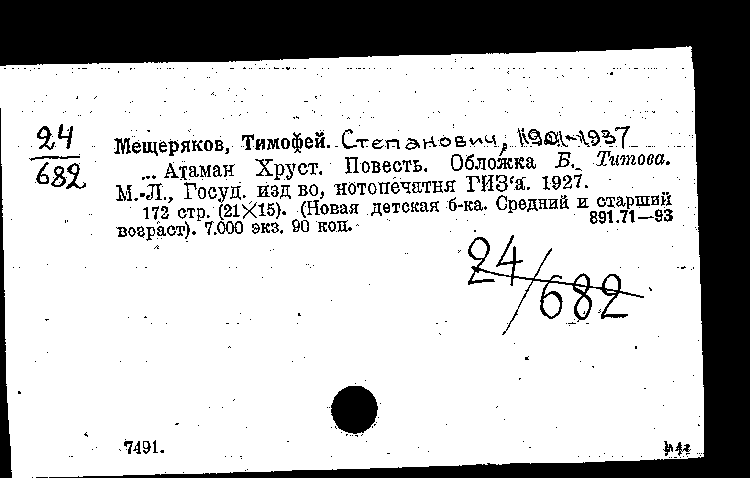 24
682
Мещеряков, Тимофей. Степанович, 1901-1937
... Атаман Хруст. Повесть. Обложка Б. Титова.
М.-Л., Госуд. изд во, нотопечатня ГИЗ'а. 1927.
172 стр. (21×15). (Новая детская б-ка. Средний и старший
891.71—93
возраст). 7.000 экз. 90 коп.
24/682
7491.